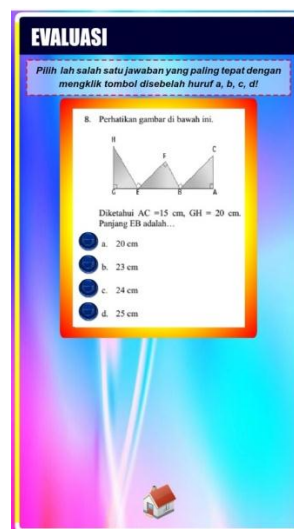 EVALUASI
Pilih lah salah satu jawaban yang paling tepat dengan
mengklik tombol disebelah huruf a, b, c, d!
8. Perhatikan gambar di bawah ini.
H
F
C
G
E
B
A
Diketahui AC =15 cm, GH = 20 cm.
Panjang EB adalah…
a. 20 cm
b. 23 cm
c. 24 cm
d. 25 cm